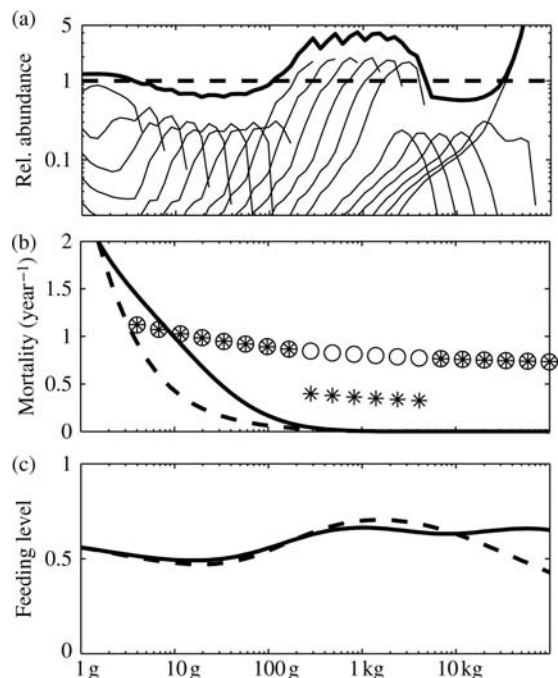 (a)
5
1
0.1
Rel. abundance
(b)
2
1.5
1
0.5
0
Mortality (year⁻¹)
(c)
1
0.5
0
Feeding level
1 g 10 g 100 g 1 kg 10 kg